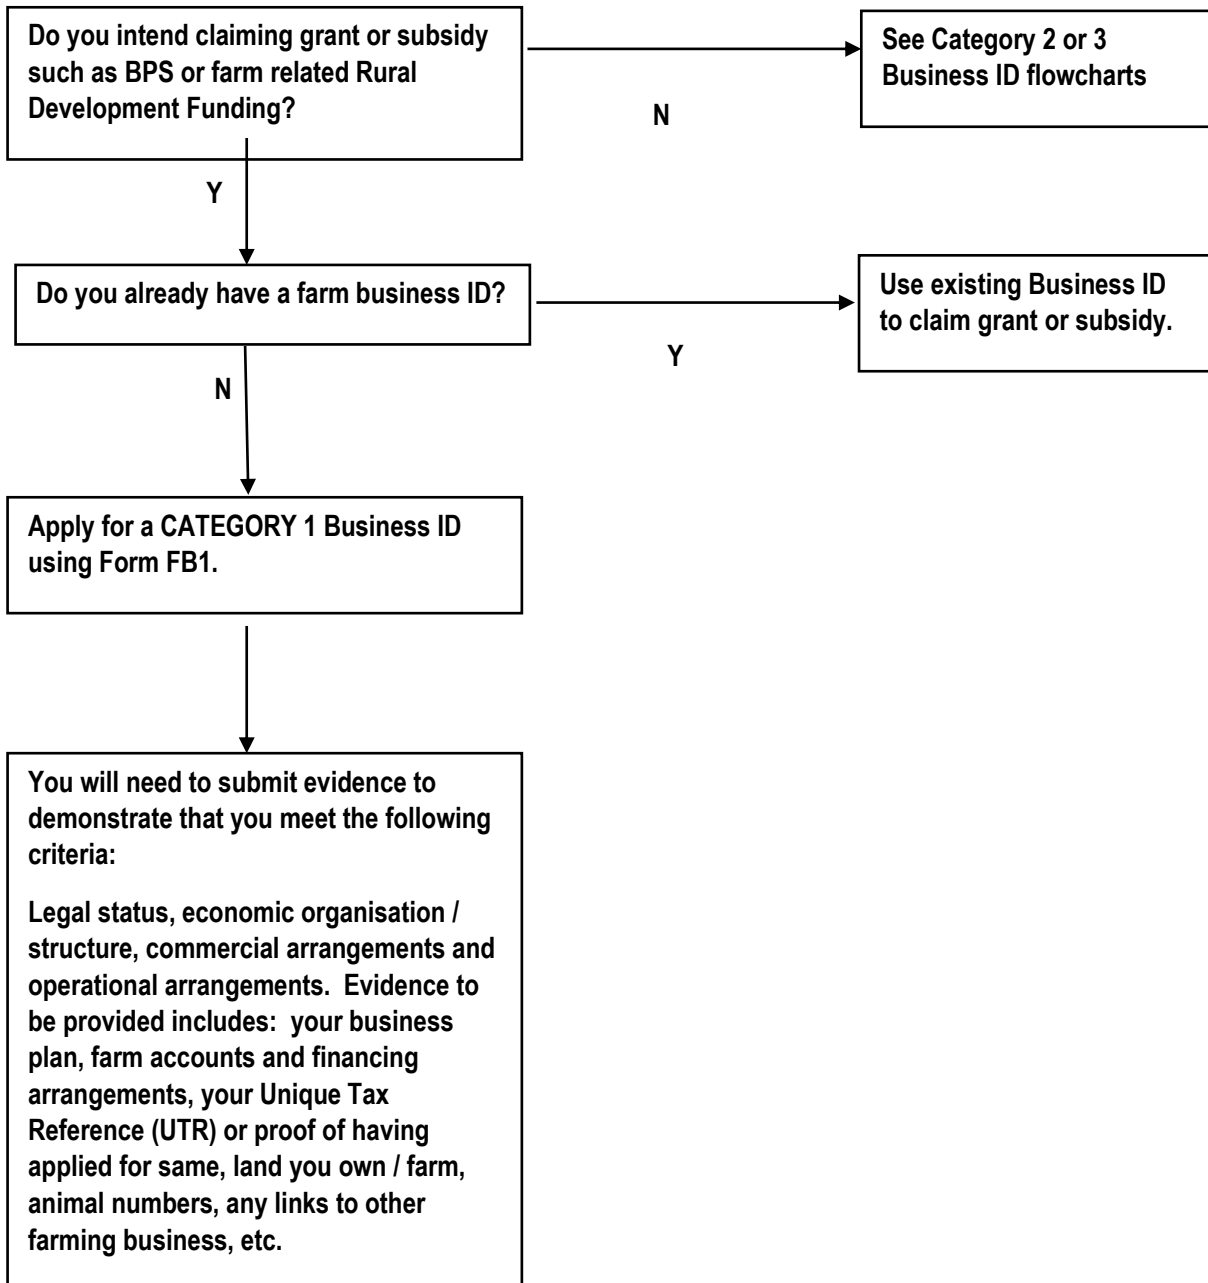 Do you intend claiming grant or subsidy
such as BPS or farm related Rural
Development Funding?
See Category 2 or 3
Business ID flowcharts
N
Y
Do you already have a farm business ID?
Use existing Business ID
to claim grant or subsidy.
Y
N
Apply for a CATEGORY 1 Business ID
using Form FB1.
You will need to submit evidence to
demonstrate that you meet the following
criteria:
Legal status, economic organisation /
structure, commercial arrangements and
operational arrangements.  Evidence to
be provided includes:  your business
plan, farm accounts and financing
arrangements, your Unique Tax
Reference (UTR) or proof of having
applied for same, land you own / farm,
animal numbers, any links to other
farming business, etc.